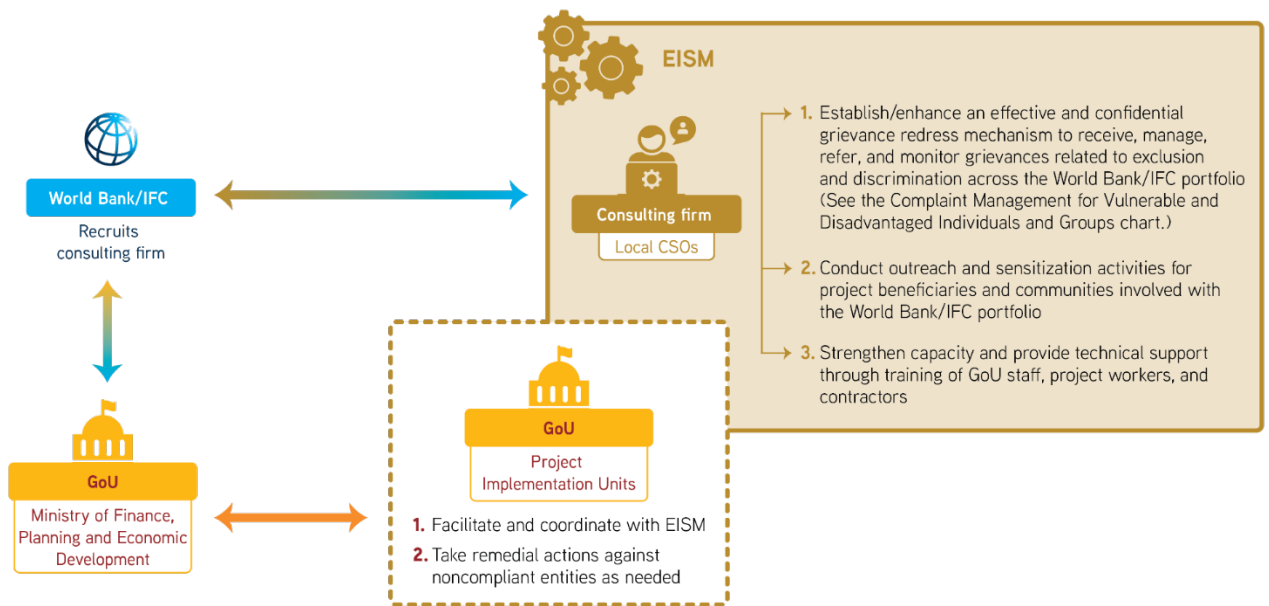 EISM
World Bank/IFC
Recruits
consulting firm
Consulting firm
Local CSOs
1. Establish/enhance an effective and confidential
grievance redress mechanism to receive, manage,
refer, and monitor grievances related to exclusion
and discrimination across the World Bank/IFC portfolio
(See the Complaint Management for Vulnerable and
Disadvantaged Individuals and Groups chart.)
2. Conduct outreach and sensitization activities for
project beneficiaries and communities involved with
the World Bank/IFC portfolio
3. Strengthen capacity and provide technical support
through training of GoU staff, project workers, and
contractors
GoU
Ministry of Finance,
Planning and Economic
Development
GoU
Project
Implementation Units
1. Facilitate and coordinate with EISM
2. Take remedial actions against
noncompliant entities as needed